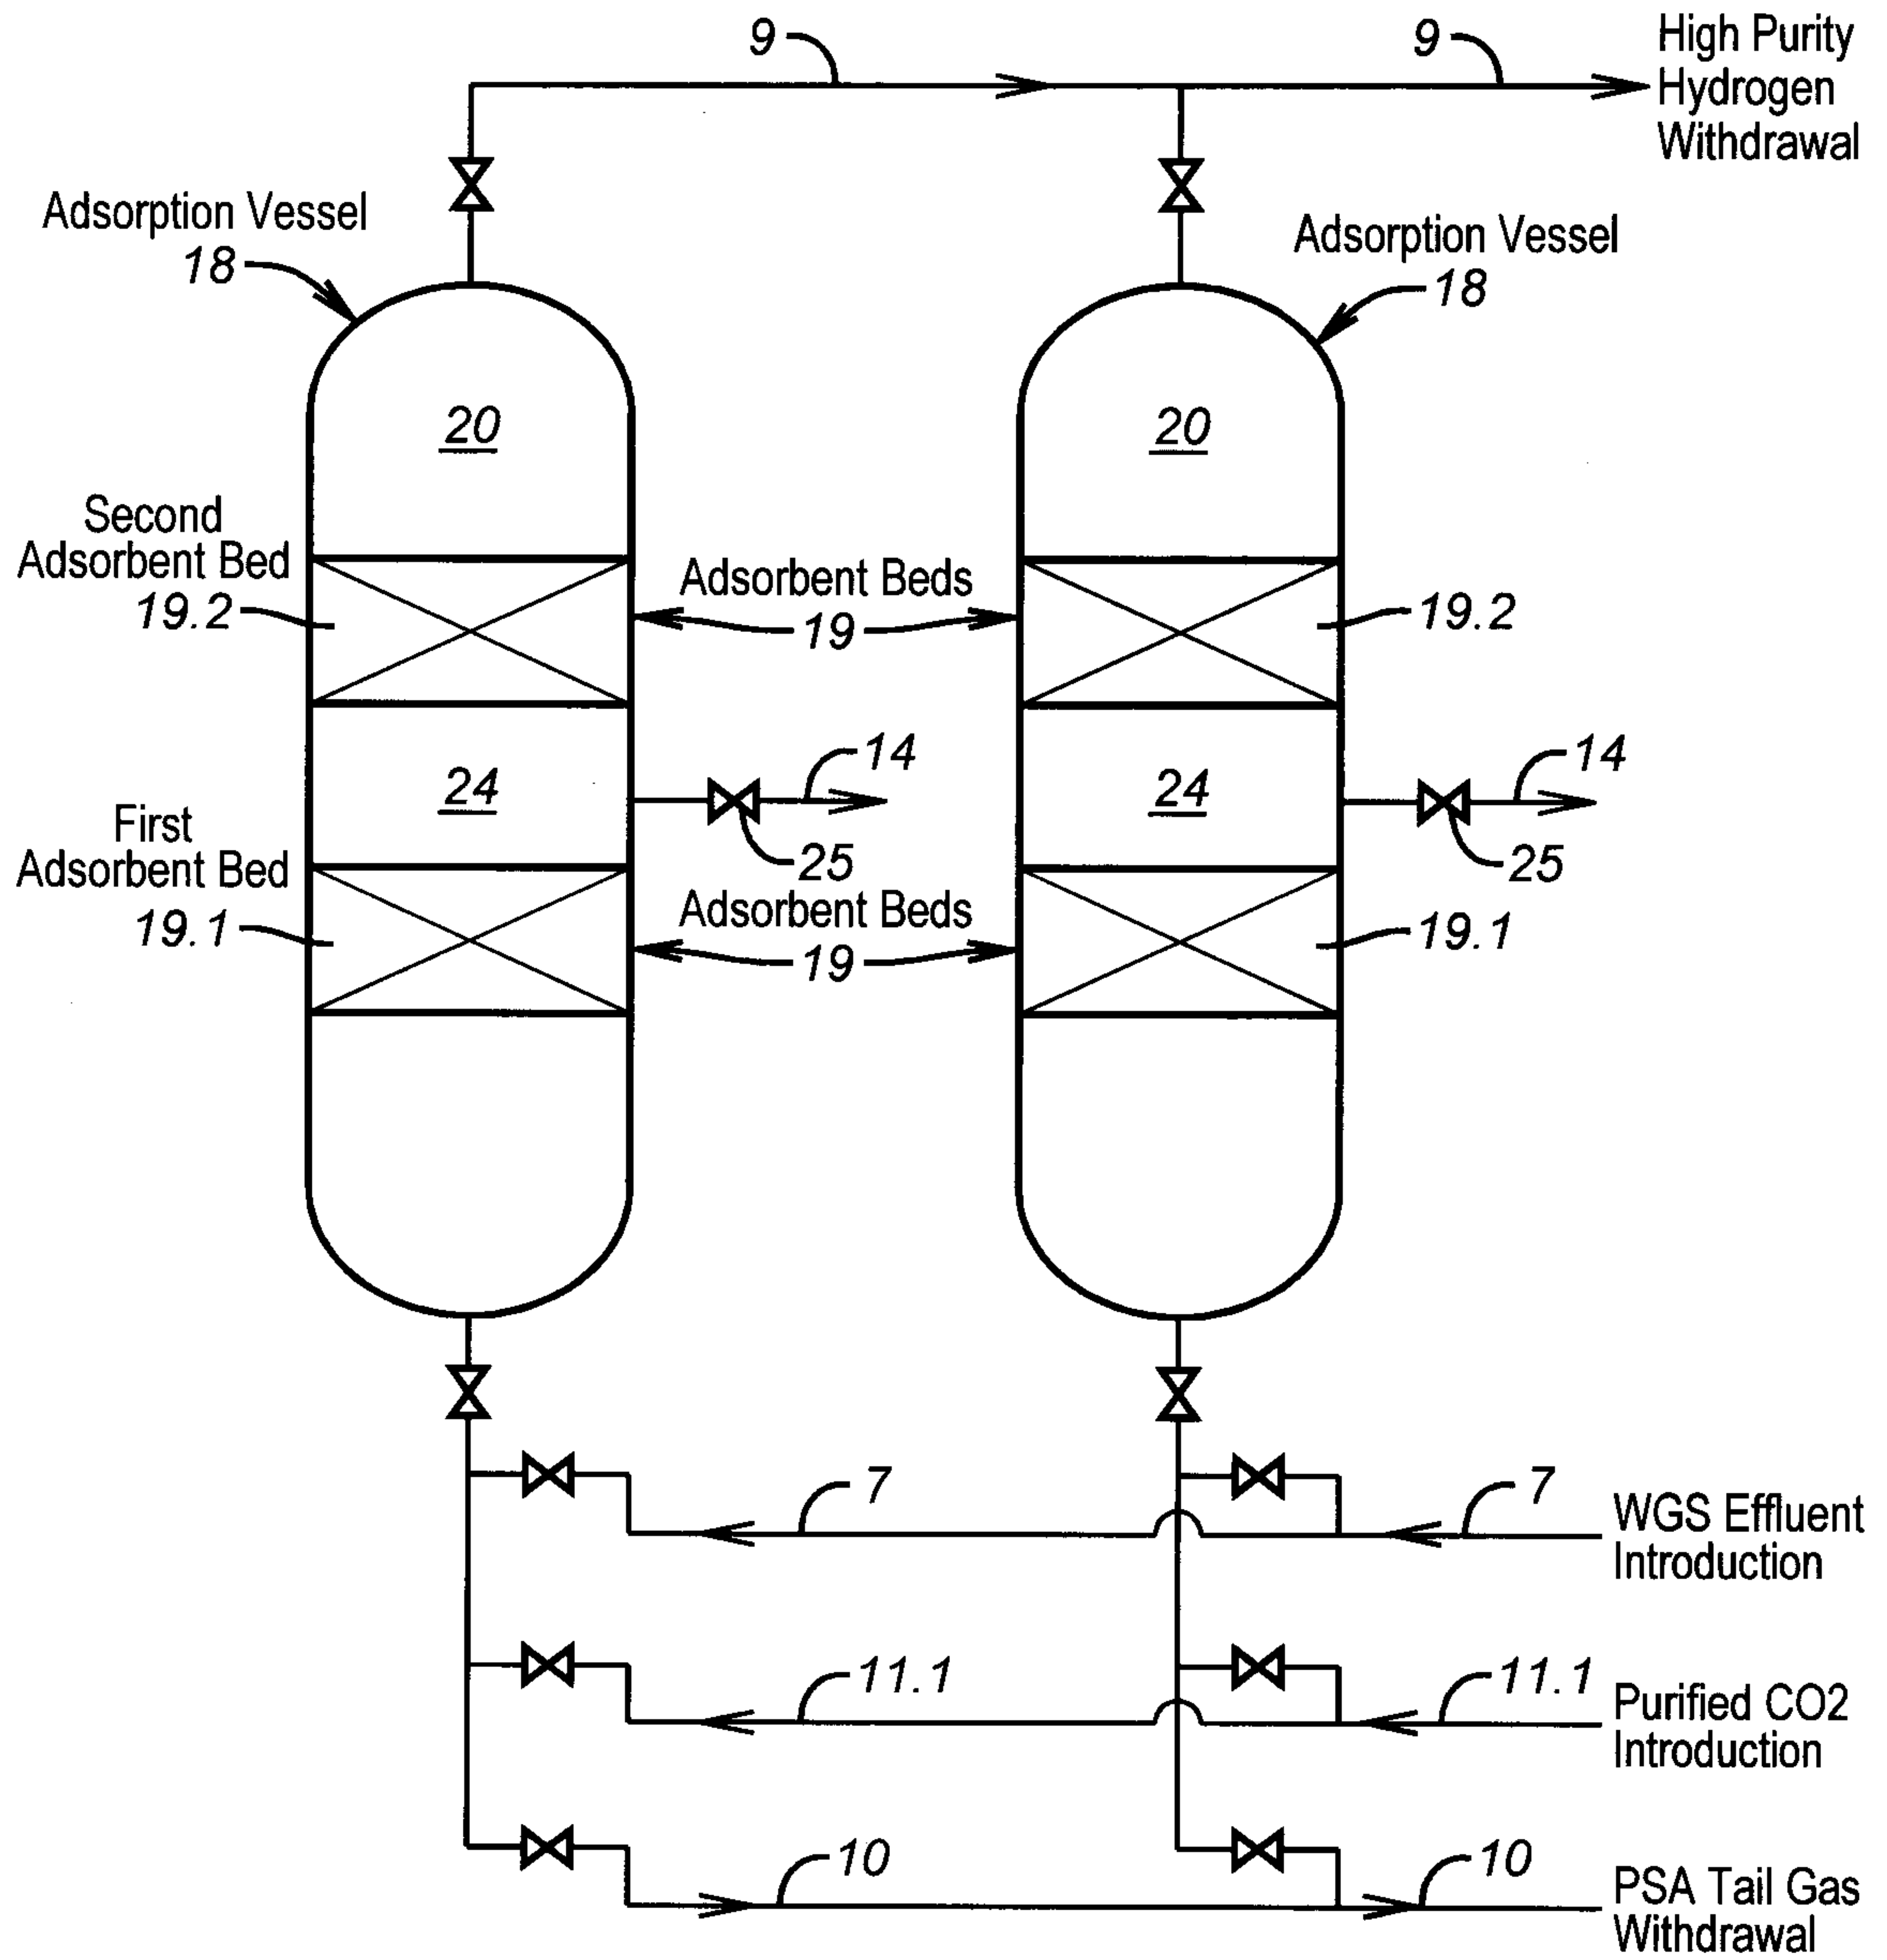 9
9
High Purity
Hydrogen
Withdrawal
Adsorption Vessel
18
Adsorption Vessel
18
20
20
Second
Adsorbent Bed
19.2
Adsorbent Beds
19
19.2
24
14
25
24
14
25
First
Adsorbent Bed
19.1
Adsorbent Beds
19
19.1
7
7
WGS Effluent
Introduction
11.1
11.1
Purified CO2
Introduction
10
10
PSA Tail Gas
Withdrawal